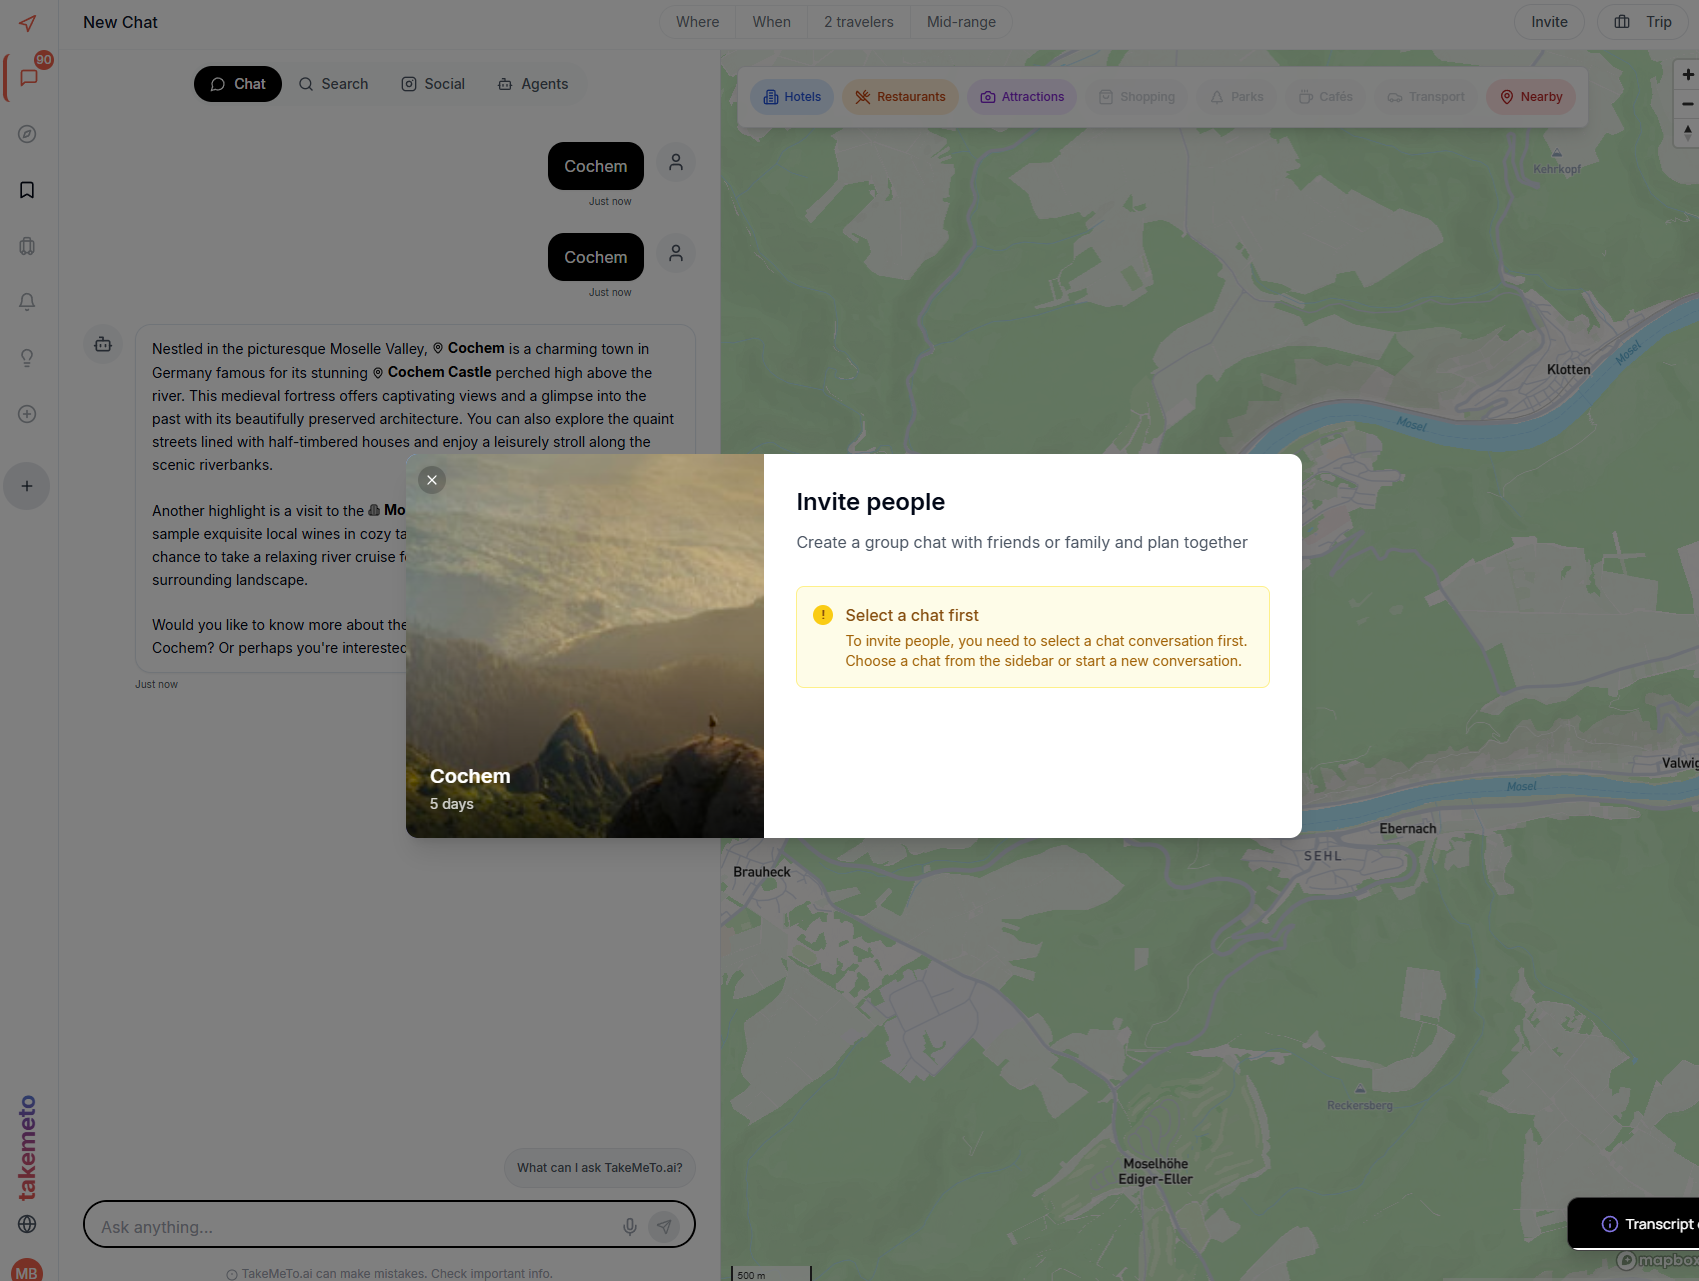 New Chat
Where
When
2 travelers
Mid-range
Invite
Trip
90
Chat
Search
Social
Agents
Hotels
Restaurants
Attractions
Shopping
Parks
Cafés
Transport
Nearby
Cochem
Just now
Cochem
Just now
Nestled in the picturesque Moselle Valley, Cochem is a charming town in
Germany famous for its stunning Cochem Castle perched high above the
river. This medieval fortress offers captivating views and a glimpse into the
past with its beautifully preserved architecture. You can also explore the quaint
streets lined with half-timbered houses and enjoy a leisurely stroll along the
scenic riverbanks.
Another highlight is a visit to the Mo
sample exquisite local wines in cozy ta
chance to take a relaxing river cruise f
surrounding landscape.
Would you like to know more about the
Cochem? Or perhaps you're interested
Just now
Invite people
Create a group chat with friends or family and plan together
!
Select a chat first
To invite people, you need to select a chat conversation first.
Choose a chat from the sidebar or start a new conversation.
Cochem
5 days
Kehrkopf
Klotten
Mosel
Mosel
Valwig
Mosel
Ebernach
SEHL
Brauheck
Reckersberg
Moselhöhe
Ediger-Eller
What can I ask TakeMeTo.ai?
Ask anything...
TakeMeTo.ai can make mistakes. Check important info.
takemeto
MB
500 m
Transcript
mapbox